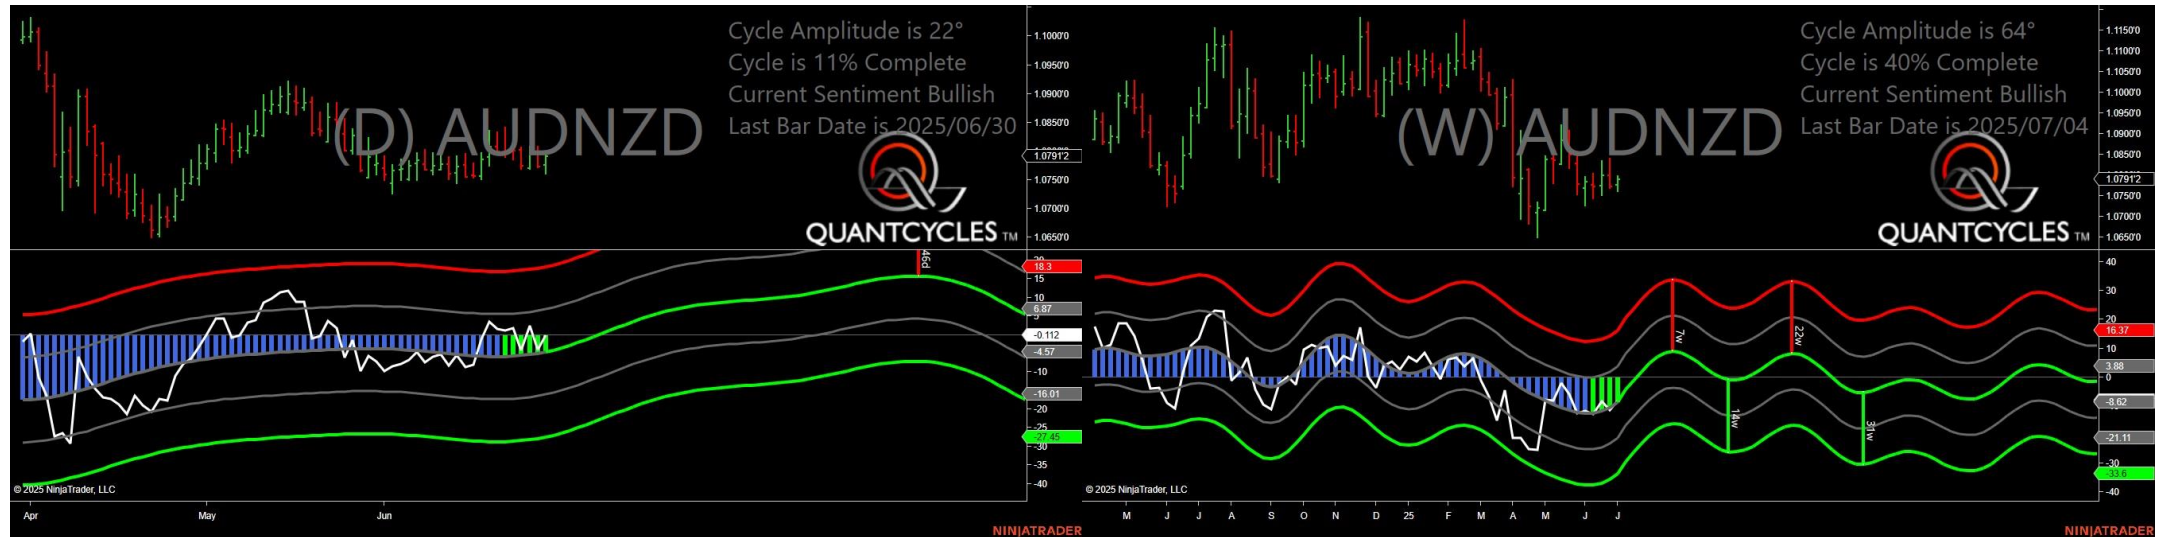 Cycle Amplitude is 22°
Cycle is 11% Complete
Current Sentiment Bullish
Last Bar Date is 2025/06/30
(D) AUDNZD
QUANTCYCLES TM
1.1000'0
1.0950'0
1.0900'0
1.0850'0
1.0791'2
1.0750'0
1.0700'0
1.0650'0
46d
18.3
15
10
6.87
-0.112
-4.57
-10
-16.01
-20
-25
-27.45
-30
-35
-40
© 2025 NinjaTrader, LLC
Apr
May
Jun
NINJATRADER
Cycle Amplitude is 64°
Cycle is 40% Complete
Current Sentiment Bullish
Last Bar Date is 2025/07/04
(W) AUDNZD
QUANTCYCLES TM
1.1150'0
1.1100'0
1.1050'0
1.1000'0
1.0950'0
1.0900'0
1.0850'0
1.0791'2
1.0750'0
1.0700'0
1.0650'0
7w
14w
22w
31w
40
30
20
16.37
10
3.88
0
-8.62
-21.11
-30
-33.6
-40
© 2025 NinjaTrader, LLC
M
J
J
A
S
O
N
D
25
F
M
A
M
J
J
NINJATRADER